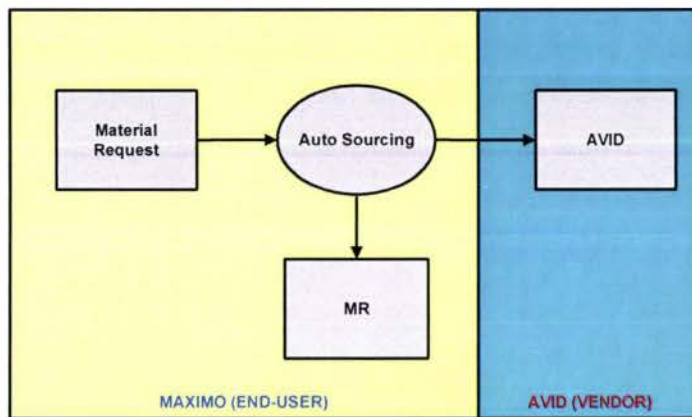 Material
Request
Auto Sourcing
AVID
MR
MAXIMO (END-USER)
AVID (VENDOR)